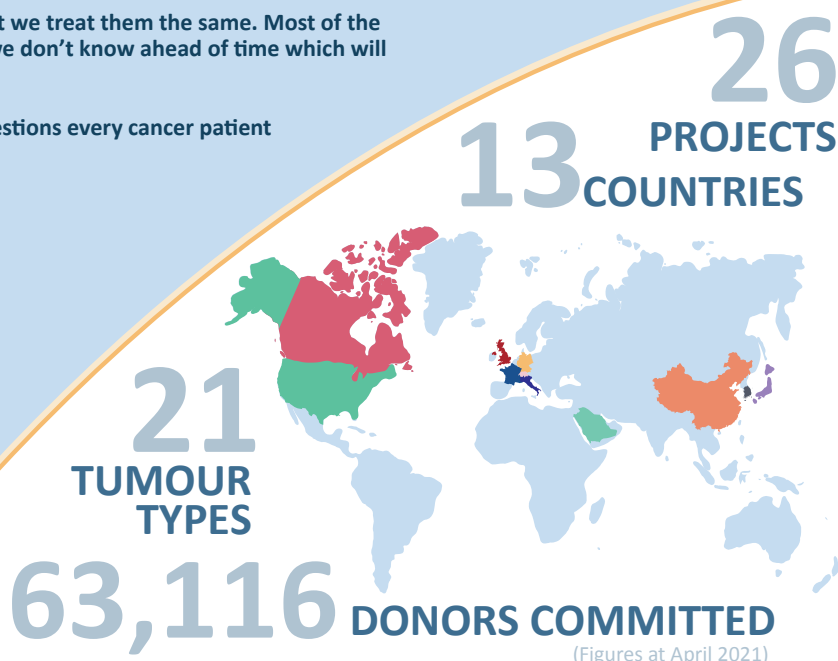 t we treat them the same. Most of the
ve don't know ahead of time which will
estions every cancer patient
26
PROJECTS
13 COUNTRIES
21
TUMOUR
TYPES
63,116 DONORS COMMITTED
(Figures at April 2021)